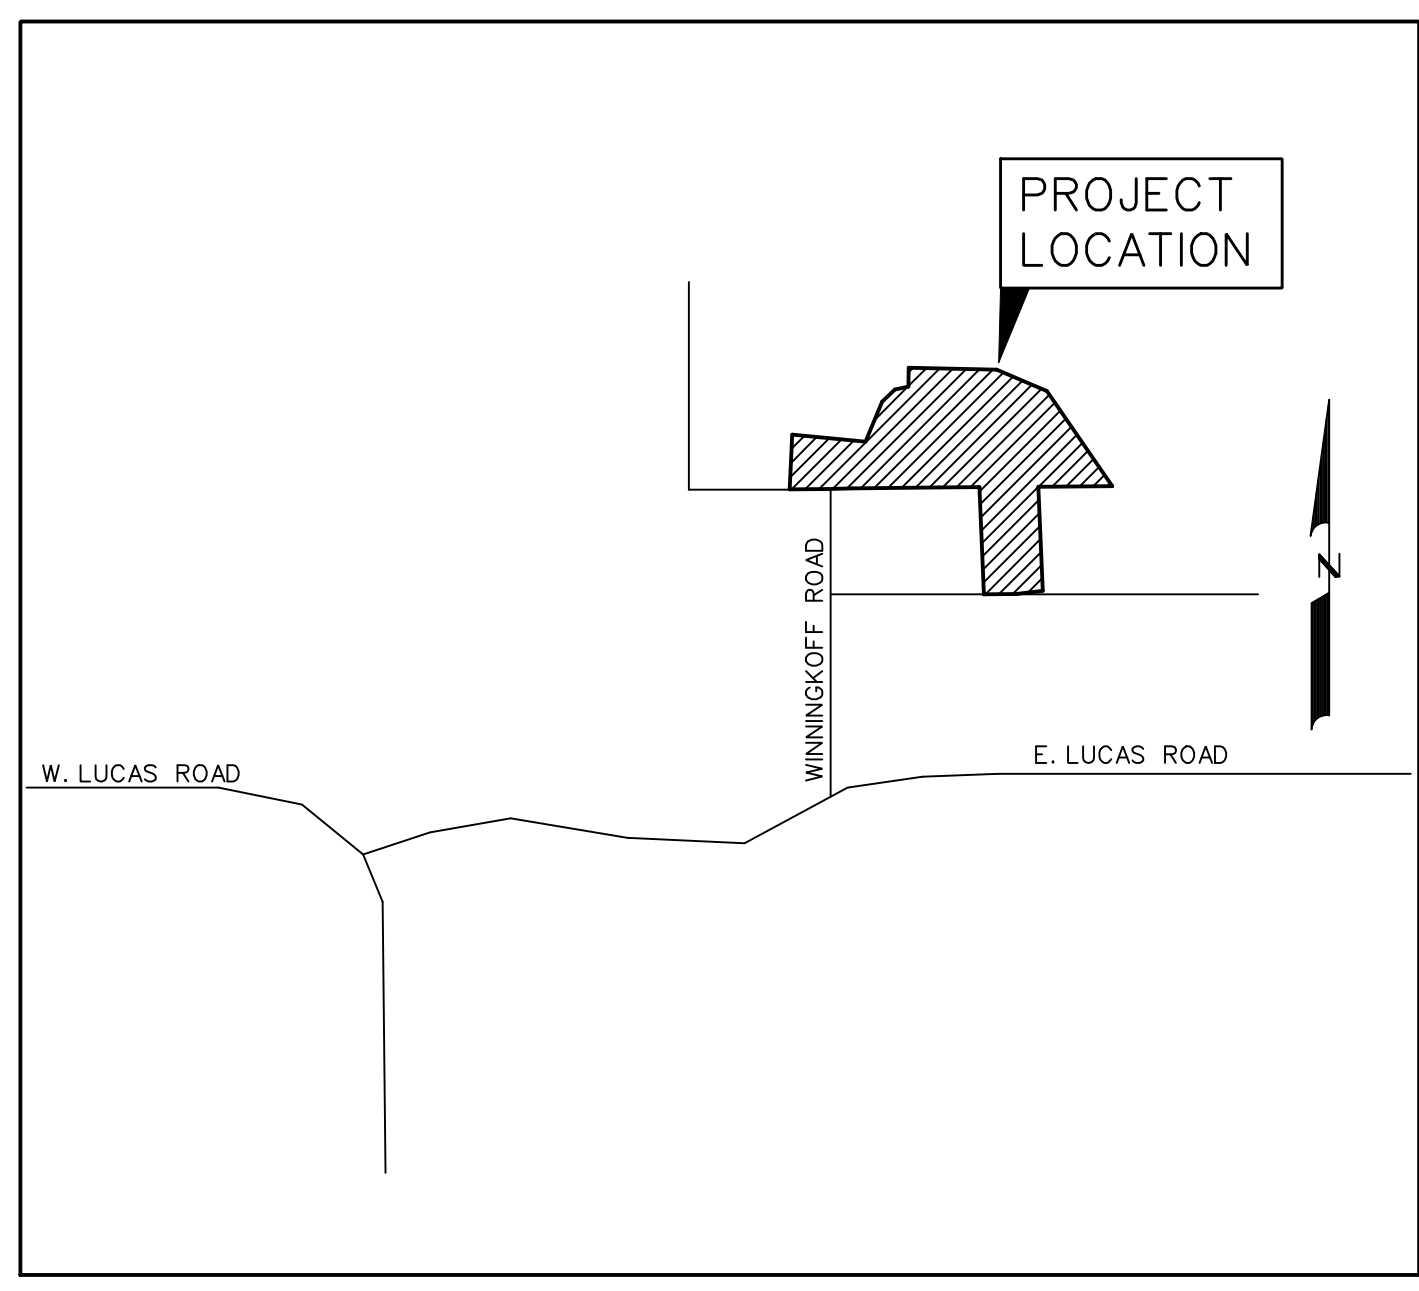 PROJECT
LOCATION
N
WINNINGKOFF ROAD
E. LUCAS ROAD
W. LUCAS ROAD